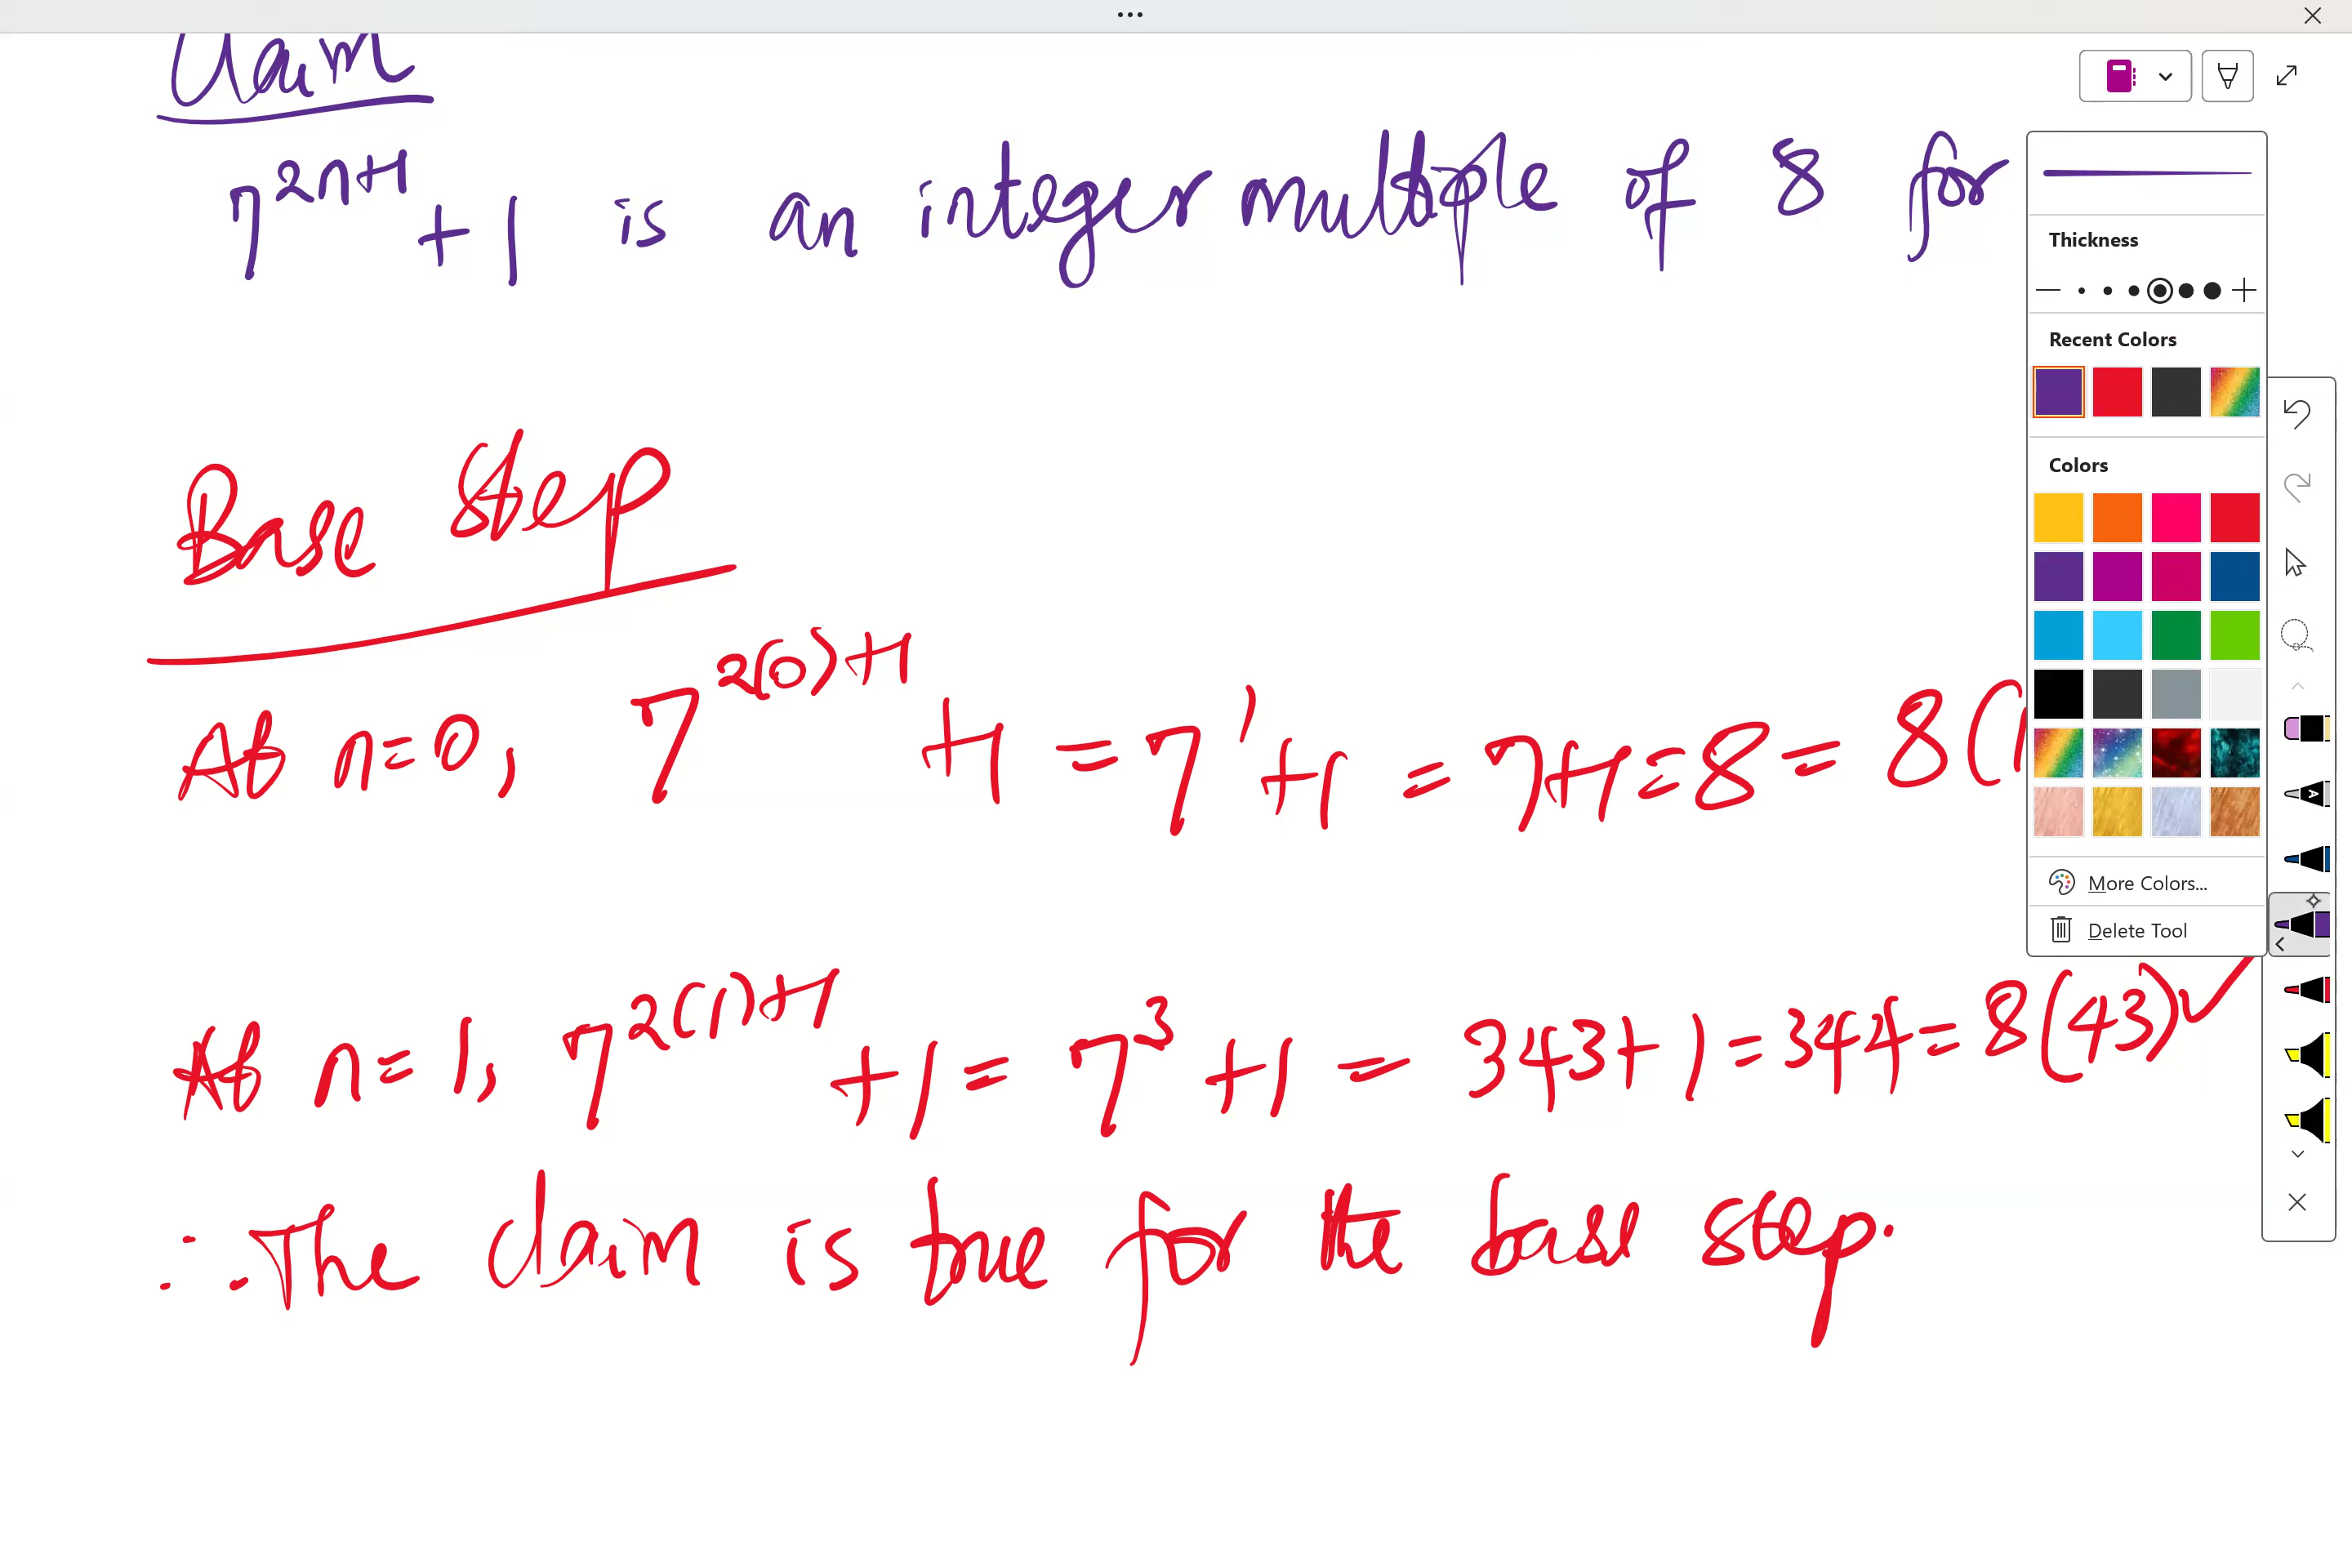 Claim
7^{2n+1} + 1 is an integer multiple of 8 for
Thickness
Recent Colors
Base Step
Colors
At n=0, 7^{2(0)+1} +1 = 7^1 +1 = 7+1 = 8 = 8(1
More Colors...
Delete Tool
At n=1, 7^{2(1)+1} +1 = 7^3 +1 = 343+1 = 344 = 8(43) ✓
∴ The claim is true for the base step.